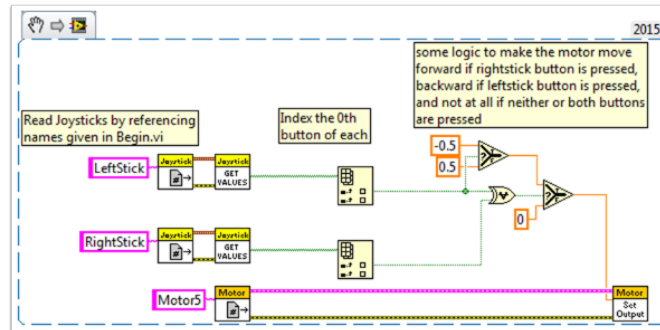 2015
some logic to make the motor move
forward if rightstick button is pressed,
backward if leftstick button is pressed,
and not at all if neither or both buttons
are pressed
Read Joysticks by referencing
names given in Begin.vi
Index the 0th
button of each
LeftStick
Joystick
Joystick
GET
VALUES
-0.5
0.5
0
RightStick
Joystick
Joystick
GET
VALUES
Motor5
Motor
Motor
Set
Output